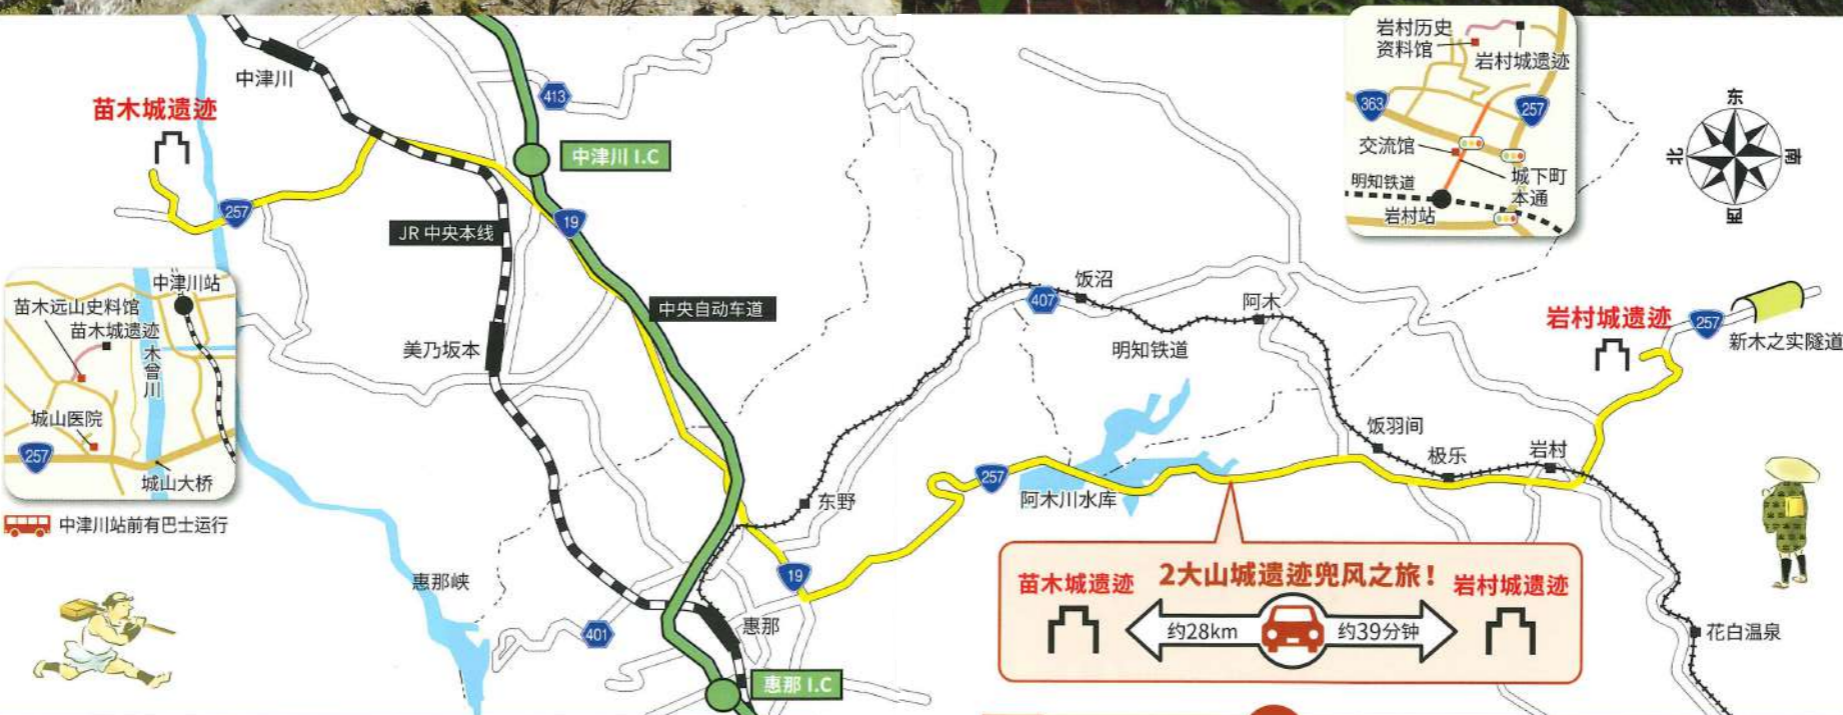 中津川
413
苗木城遗迹
中津川 I.C
257
19
JR 中央本线
中央自动车道
美乃坂本
中津川站
苗木远山史料馆
苗木城遗迹
木曾川
城山医院
257
城山大桥
中津川站前有巴士运行
惠那峡
401
惠那
惠那 I.C
19
东野
257
阿木川水库
407
饭沼
明知铁道
阿木
饭羽间
极乐
岩村
岩村城遗迹
257
新木之实隧道
花白温泉
岩村历史
资料馆
岩村城遗迹
363
257
交流馆
城下町
本通
明知铁道
岩村站
东
北
南
西
2大山城遗迹兜风之旅！
苗木城遗迹
岩村城遗迹
约28km
约39分钟